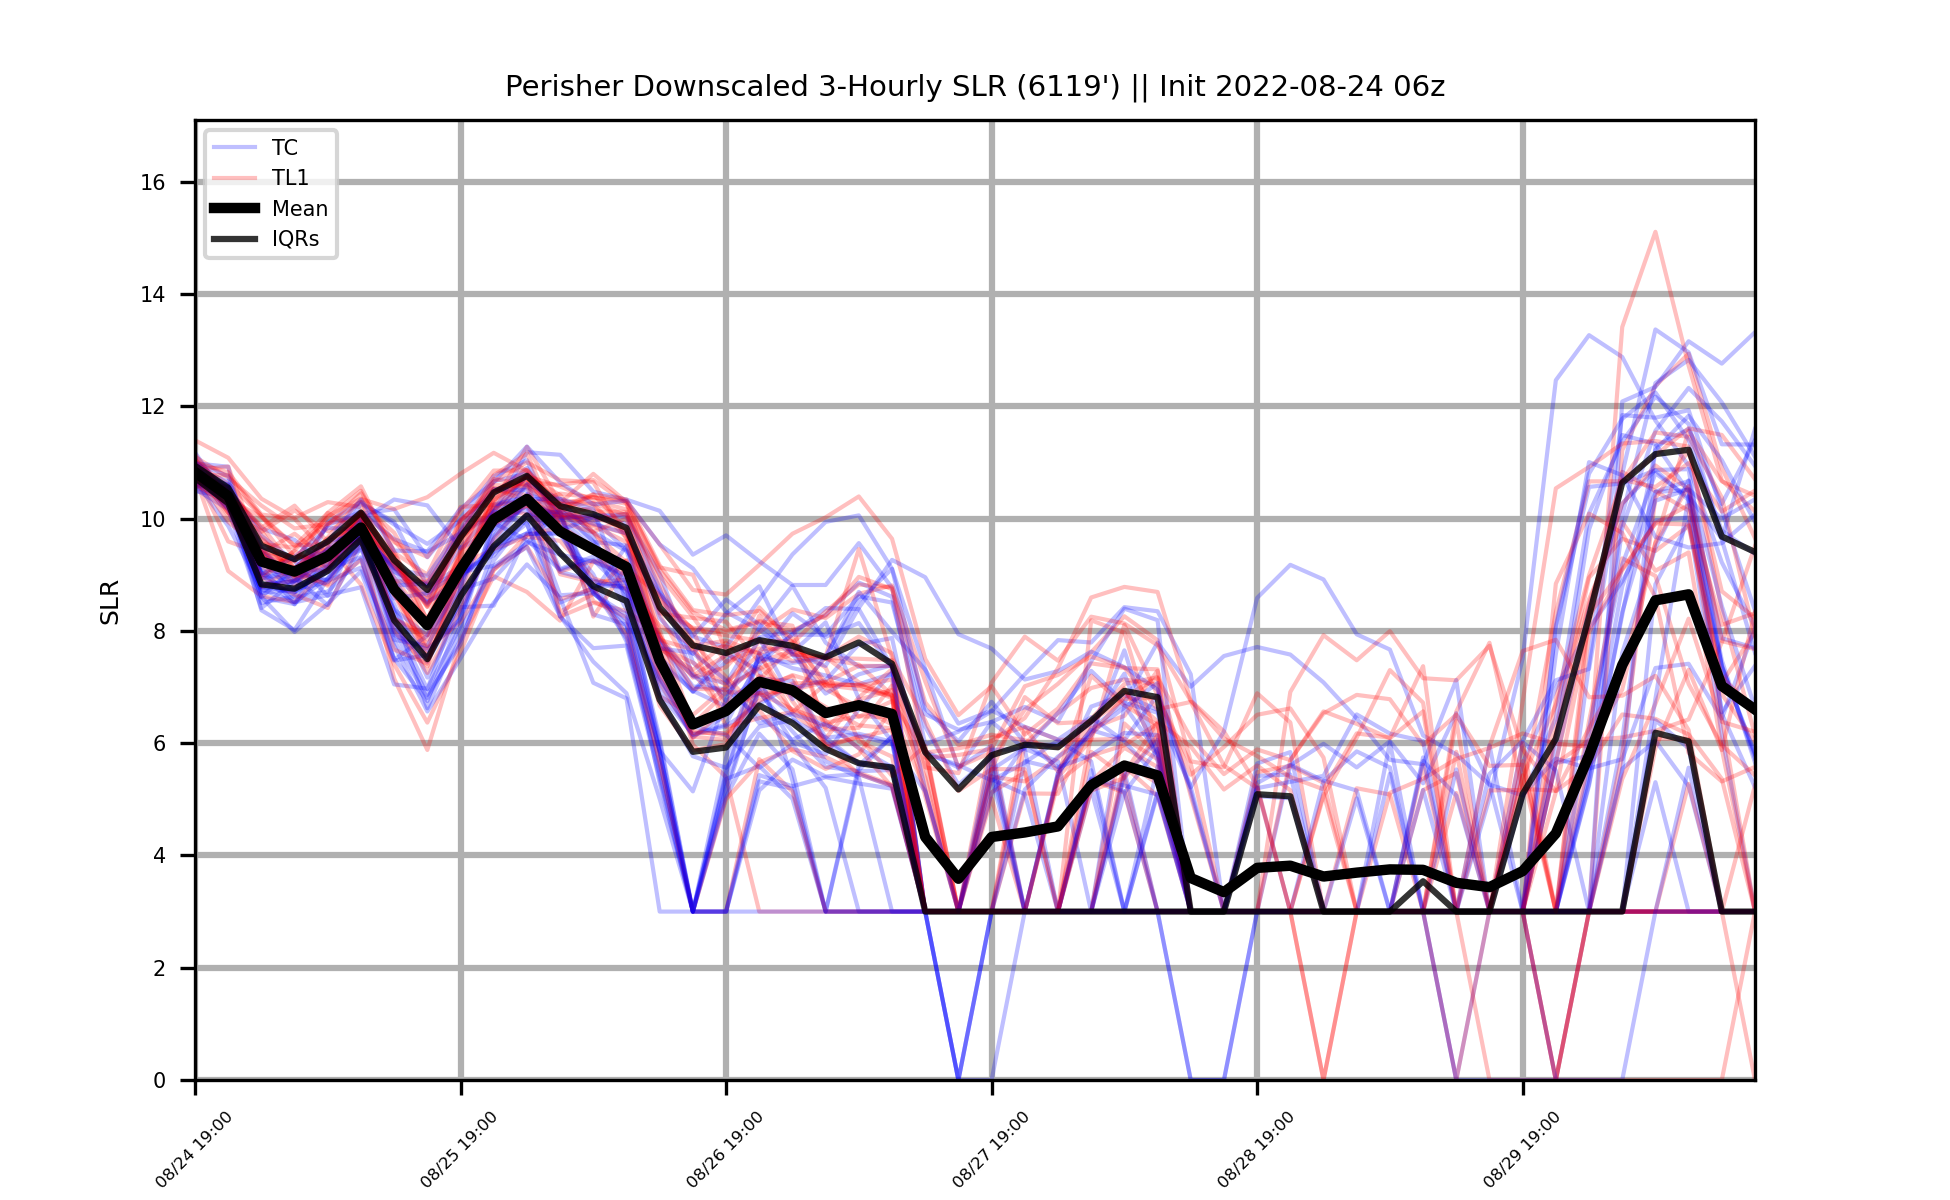 Perisher Downscaled 3-Hourly SLR (6119') || Init 2022-08-24 06z
TC
TL1
Mean
IQRs
16
14
12
10
8
6
4
2
0
SLR
08/24 19:00
08/25 19:00
08/26 19:00
08/27 19:00
08/28 19:00
08/29 19:00